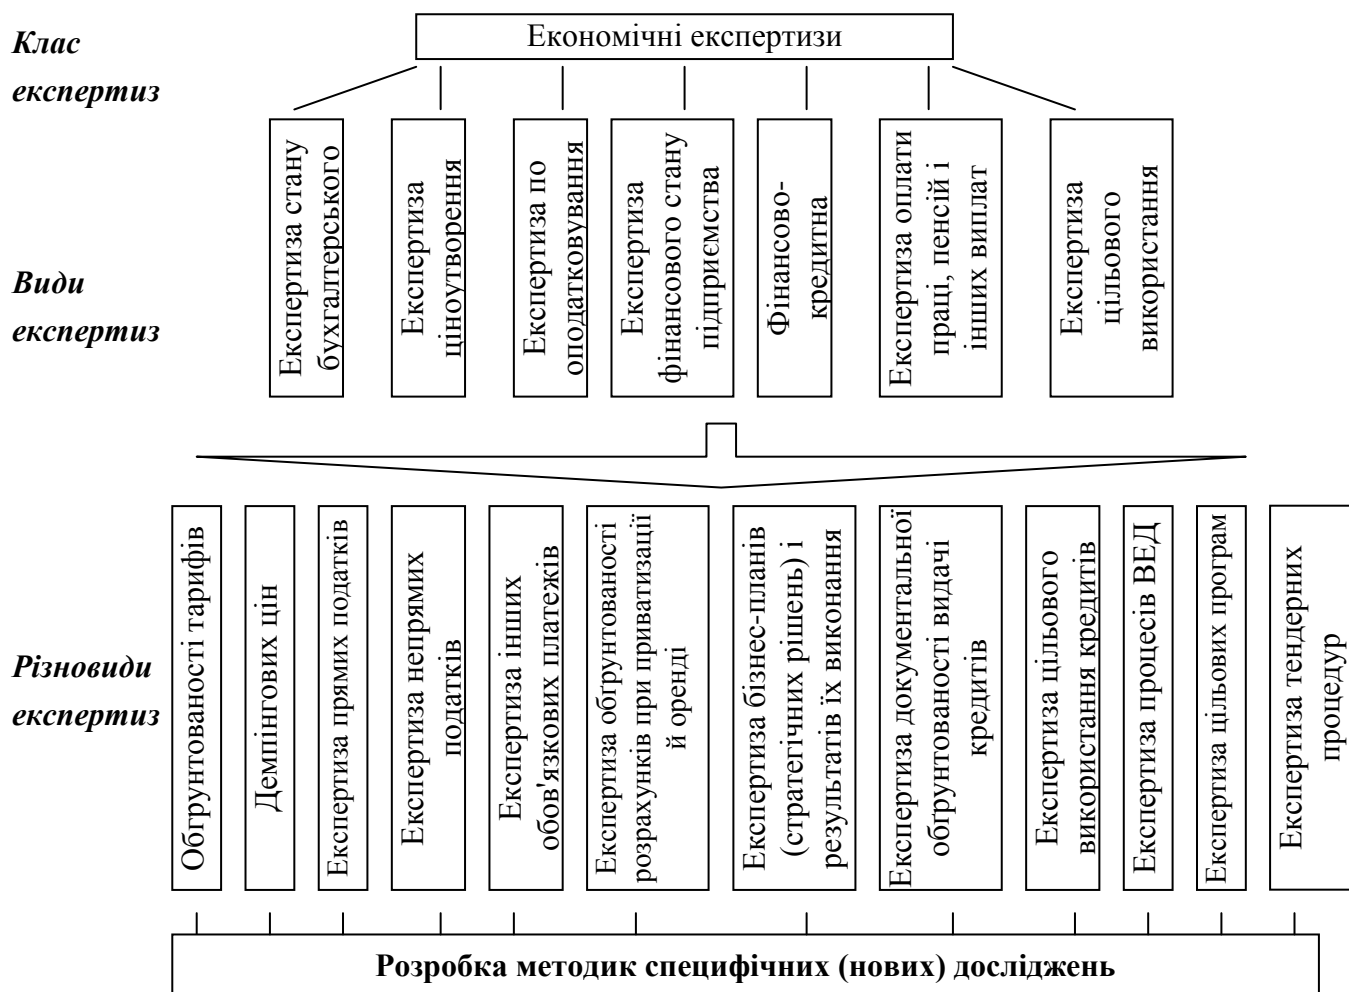 Клас
експертиз
Економічні експертизи
Види
експертиз
Експертиза стану
бухгалтерського
Експертиза
ціноутворення
Експертиза по
оподатковування
Експертиза
фінансового стану
підприємства
Фінансово-
кредитна
Експертиза оплати
праці, пенсій і
інших виплат
Експертиза
цільового
використання
Різновиди
експертиз
Обгрунтованості тарифів
Демпінгових цін
Експертиза прямих податків
Експертиза непрямих
податків
Експертиза інших
обов'язкових платежів
Експертиза обґрунтованості
розрахунків при приватизації
й оренді
Експертиза бізнес-планів
(стратегічних рішень) і
результатів їх виконання
Експертиза документальної
обґрунтованості видачі
кредитів
Експертиза цільового
використання кредитів
Експертиза процесів ВЕД
Експертиза цільових програм
Експертиза тендерних
процедур
Розробка методик специфічних (нових) досліджень